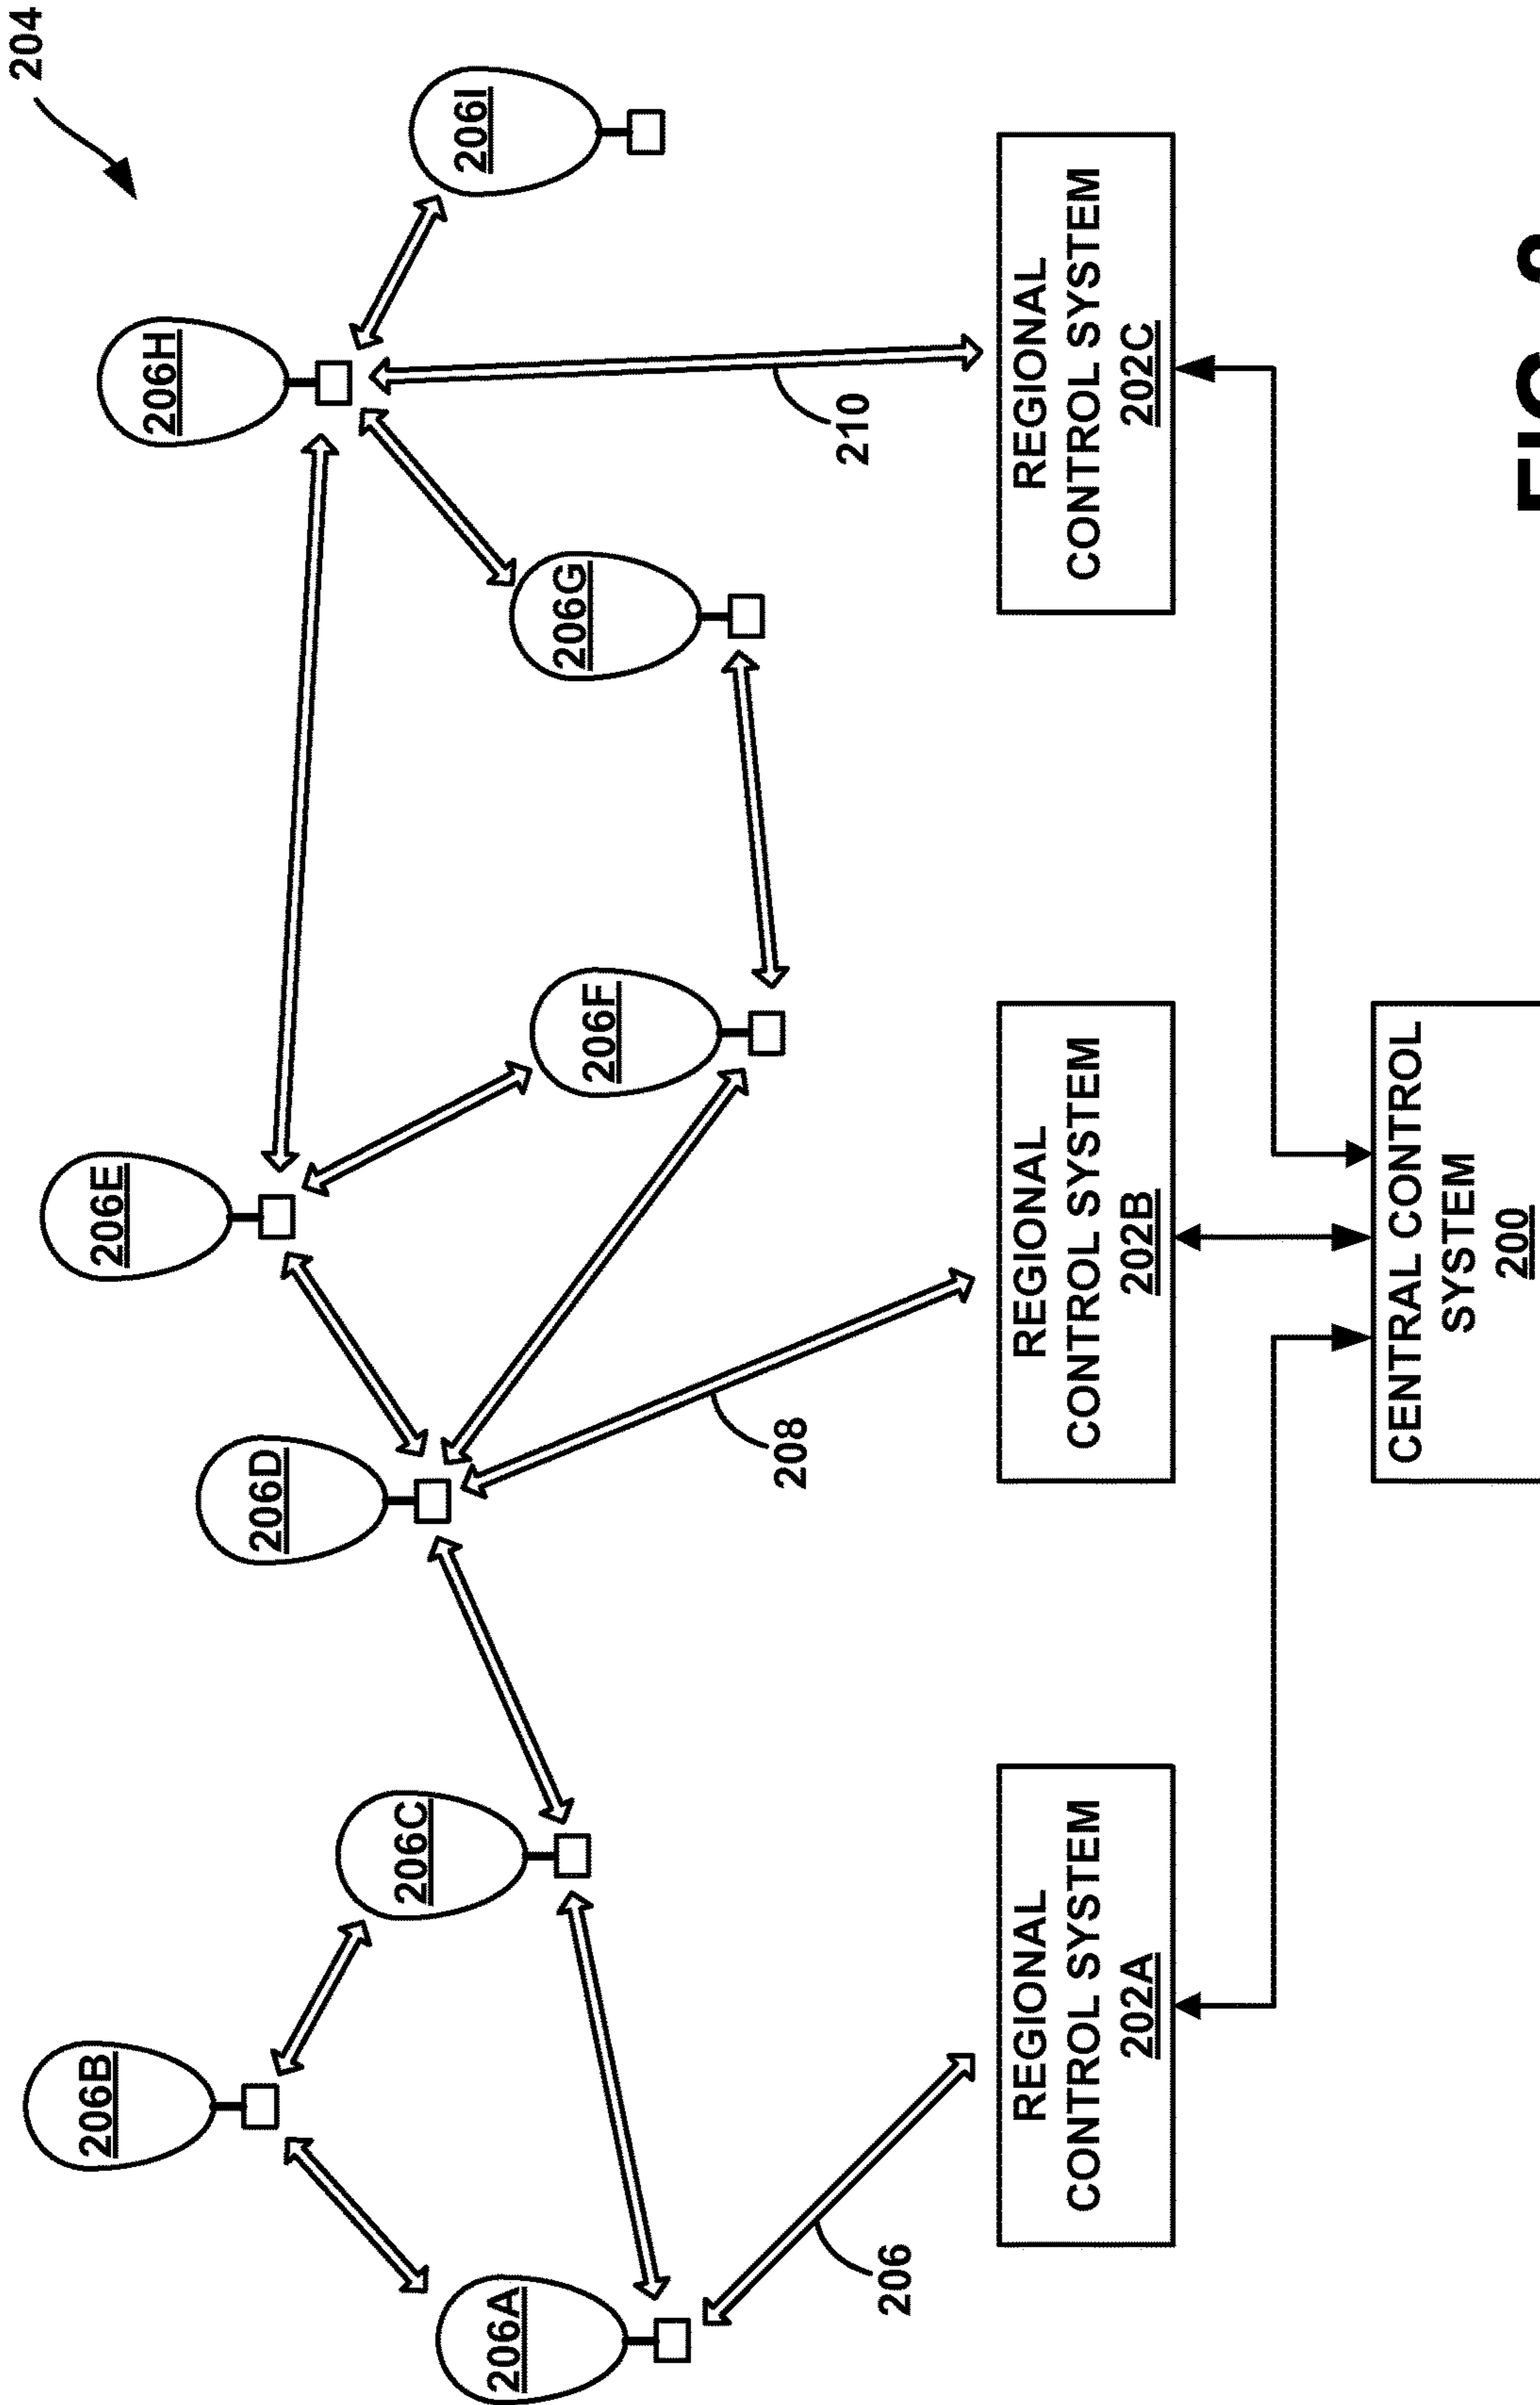 204
206B
206E
206H
206D
206C
206I
206A
206G
206F
206
208
210
REGIONAL
CONTROL SYSTEM
202A
REGIONAL
CONTROL SYSTEM
202B
REGIONAL
CONTROL SYSTEM
202C
CENTRAL CONTROL
SYSTEM
200
FIG